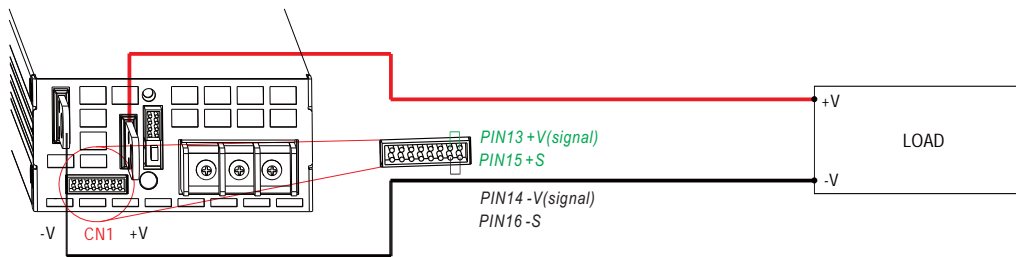 +V
PIN13 +V(signal)
LOAD
PIN15 +S
-V
PIN14 -V(signal)
PIN16 -S
-V CN1 +V